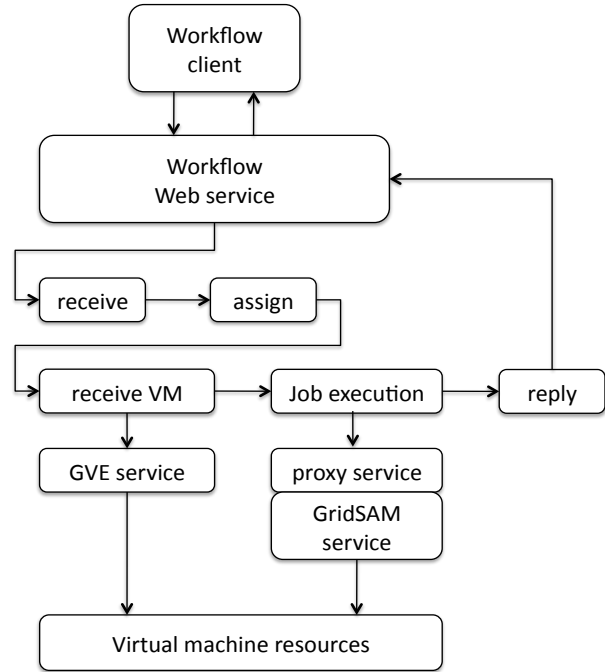 Workflow
client
Workflow
Web service
receive
assign
receive VM
Job execution
reply
GVE service
proxy service
GridSAM
service
Virtual machine resources